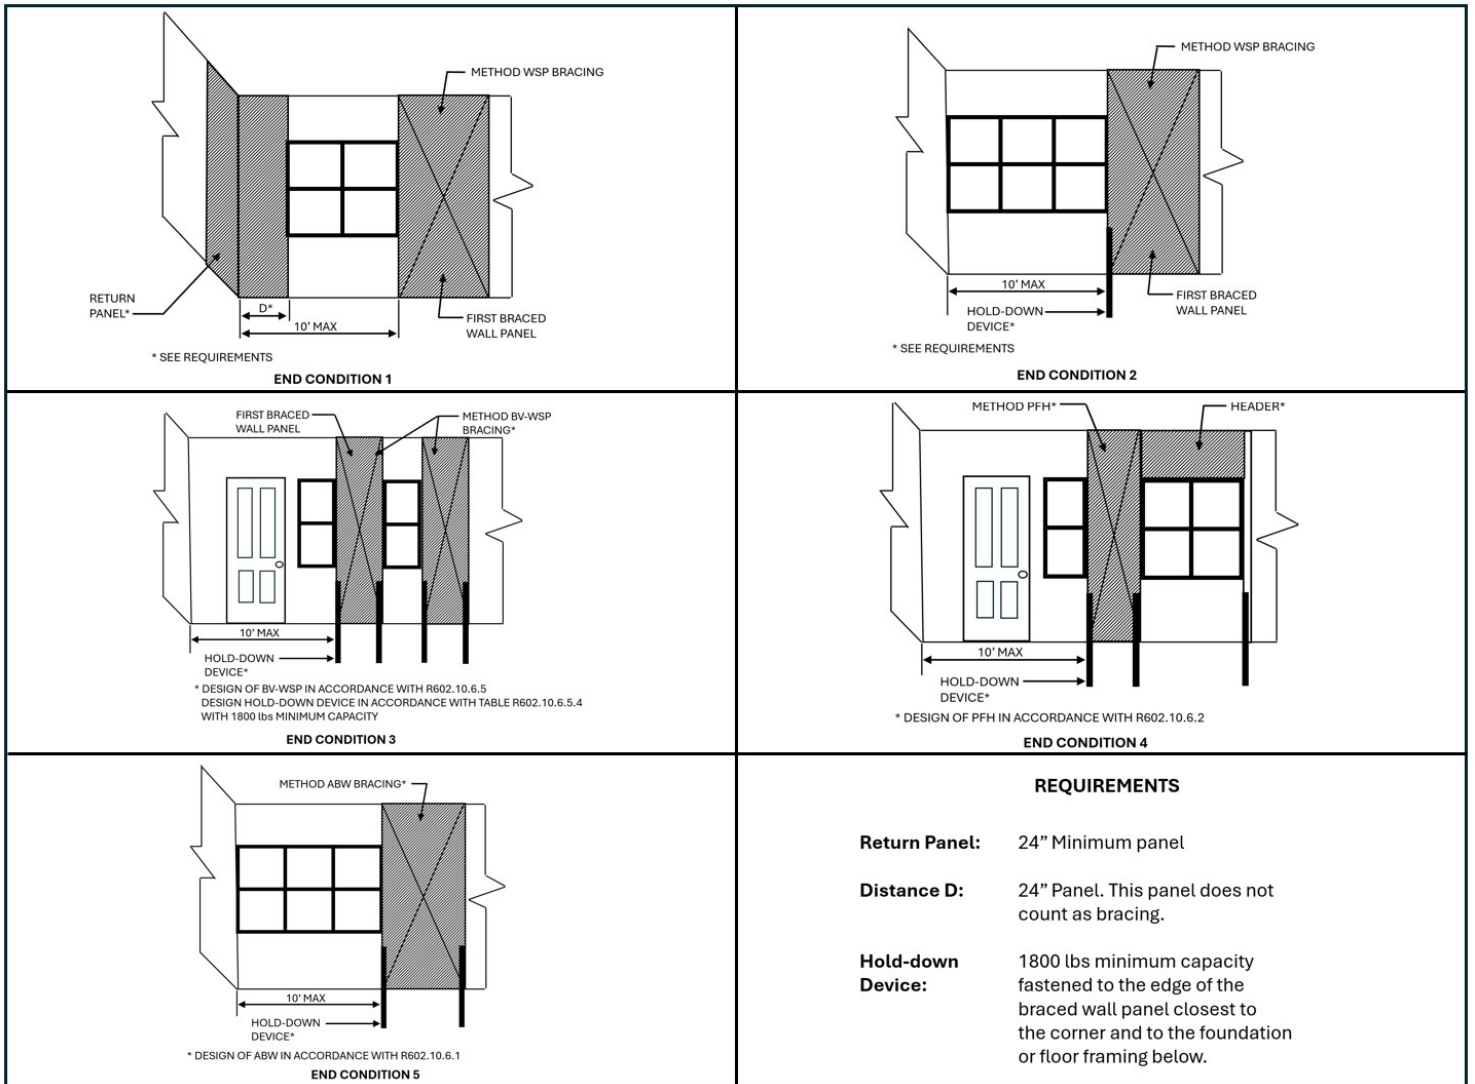 METHOD WSP BRACING
RETURN
PANEL*
D*
10' MAX
FIRST BRACED
WALL PANEL
* SEE REQUIREMENTS
END CONDITION 1
METHOD WSP BRACING
10' MAX
HOLD-DOWN
DEVICE*
FIRST BRACED
WALL PANEL
* SEE REQUIREMENTS
END CONDITION 2
FIRST BRACED
WALL PANEL
METHOD BV-WSP
BRACING*
10' MAX
HOLD-DOWN
DEVICE*
* DESIGN OF BV-WSP IN ACCORDANCE WITH R602.10.6.5
DESIGN HOLD-DOWN DEVICE IN ACCORDANCE WITH TABLE R602.10.6.5.4
WITH 1800 lbs MINIMUM CAPACITY
END CONDITION 3
METHOD PFH*
HEADER*
10' MAX
HOLD-DOWN
DEVICE*
* DESIGN OF PFH IN ACCORDANCE WITH R602.10.6.2
END CONDITION 4
METHOD ABW BRACING*
10' MAX
HOLD-DOWN
DEVICE*
* DESIGN OF ABW IN ACCORDANCE WITH R602.10.6.1
END CONDITION 5
REQUIREMENTS
Return Panel: 24” Minimum panel
Distance D: 24” Panel. This panel does not
count as bracing.
Hold-down 1800 lbs minimum capacity
Device: fastened to the edge of the
braced wall panel closest to
the corner and to the foundation
or floor framing below.